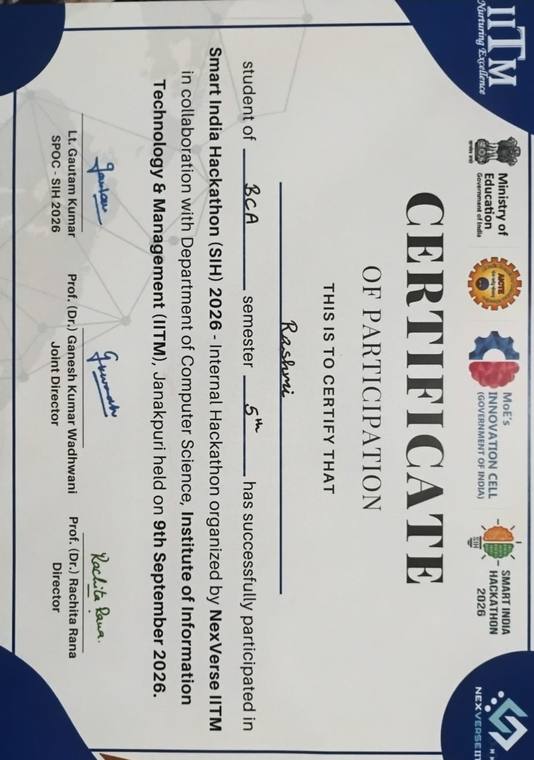 IITM
Nurturing Excellence
Ministry of
Education
Government of India
AICTE
MoE's
INNOVATION CELL
(GOVERNMENT OF INDIA)
SIH
SMART INDIA
HACKATHON
2026
NEXVERSE
CERTIFICATE
OF PARTICIPATION
THIS IS TO CERTIFY THAT
Rashmi
student of BCA semester 5th has successfully participated in
Smart India Hackathon (SIH) 2026 - Internal Hackathon organized by NexVerse IITM
in collaboration with Department of Computer Science, Institute of Information
Technology & Management (IITM), Janakpuri held on 9th September 2026.
Rachita Rana.
Lt. Gautam Kumar
SPOC - SIH 2026
Prof. (Dr.) Ganesh Kumar Wadhwani
Joint Director
Prof. (Dr.) Rachita Rana
Director